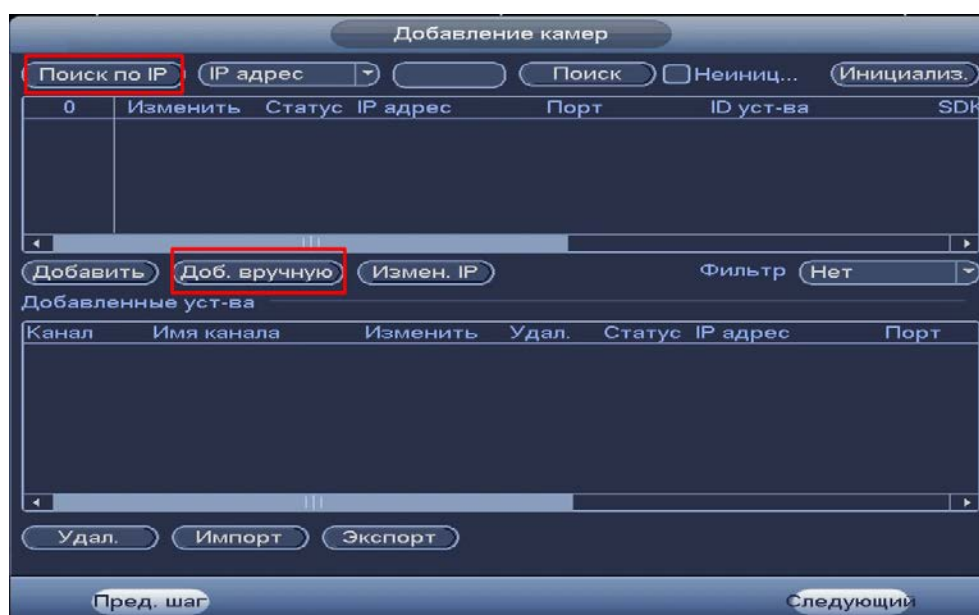 Добавление камер
Поиск по IP IP адрес Поиск Неиниц... Инициализ.
0 Изменить Статус IP адрес Порт ID уст-ва SDK
Добавить Доб. вручную Измен. IP Фильтр Нет
Добавленные уст-ва
Канал Имя канала Изменить Удал. Статус IP адрес Порт
Удал. Импорт Экспорт
Пред. шаг Следующий